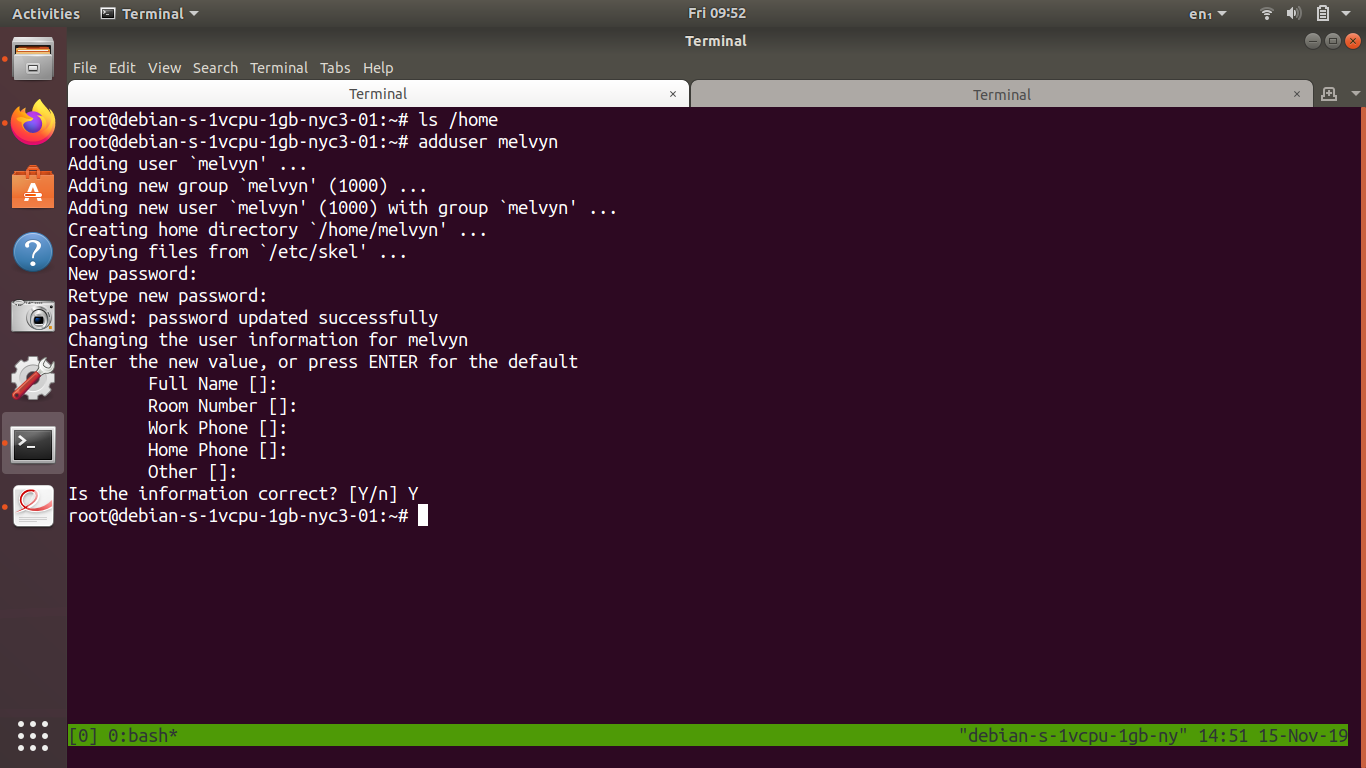 Activities Terminal Fri 09:52 en₁
Terminal
File Edit View Search Terminal Tabs Help
Terminal × Terminal ×
root@debian-s-1vcpu-1gb-nyc3-01:~# ls /home
root@debian-s-1vcpu-1gb-nyc3-01:~# adduser melvyn
Adding user `melvyn' ...
Adding new group `melvyn' (1000) ...
Adding new user `melvyn' (1000) with group `melvyn' ...
Creating home directory `/home/melvyn' ...
Copying files from `/etc/skel' ...
New password:
Retype new password:
passwd: password updated successfully
Changing the user information for melvyn
Enter the new value, or press ENTER for the default
        Full Name []:
        Room Number []:
        Work Phone []:
        Home Phone []:
        Other []:
Is the information correct? [Y/n] Y
root@debian-s-1vcpu-1gb-nyc3-01:~#
[0] 0:bash* "debian-s-1vcpu-1gb-ny" 14:51 15-Nov-19